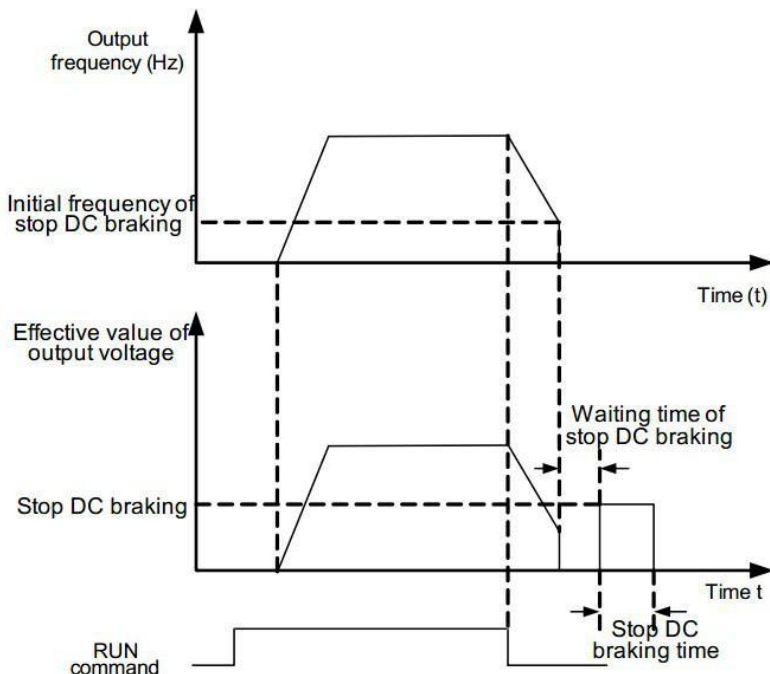 Output
frequency (Hz)
Initial frequency of
stop DC braking
Time (t)
Effective value of
output voltage
Waiting time of
stop DC braking
Stop DC braking
Time t
Stop DC
braking time
RUN
command